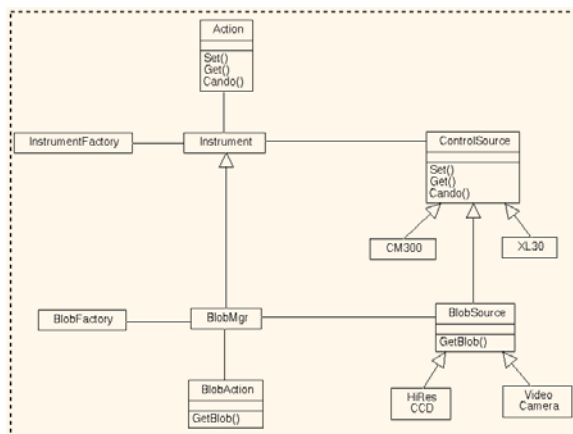 Action
Set()
Get()
Cando()
InstrumentFactory
Instrument
ControlSource
Set()
Get()
Cando()
CM300
XL30
BlobFactory
BlobMgr
BlobSource
GetBlob()
BlobAction
GetBlob()
HiRes
CCD
Video
Camera